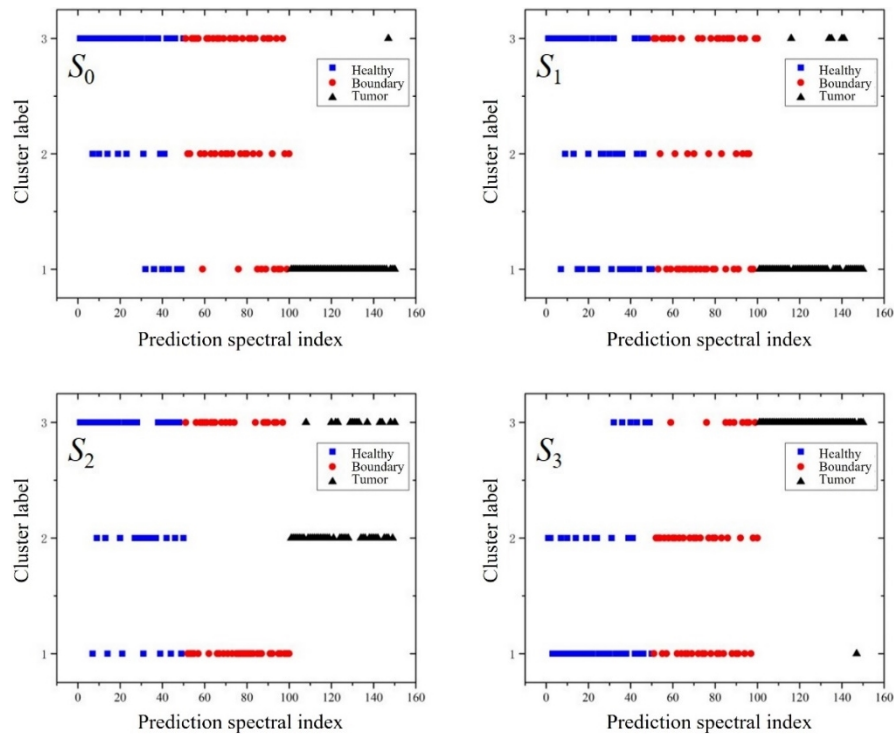 S0
Healthy
Boundary
Tumor
Cluster label
3
2
1
0 20 40 60 80 100 120 140 160
Prediction spectral index
S1
Healthy
Boundary
Tumor
Cluster label
3
2
1
0 20 40 60 80 100 120 140 160
Prediction spectral index
S2
Healthy
Boundary
Tumor
Cluster label
3
2
1
0 20 40 60 80 100 120 140 160
Prediction spectral index
S3
Healthy
Boundary
Tumor
Cluster label
3
2
1
0 20 40 60 80 100 120 140 160
Prediction spectral index